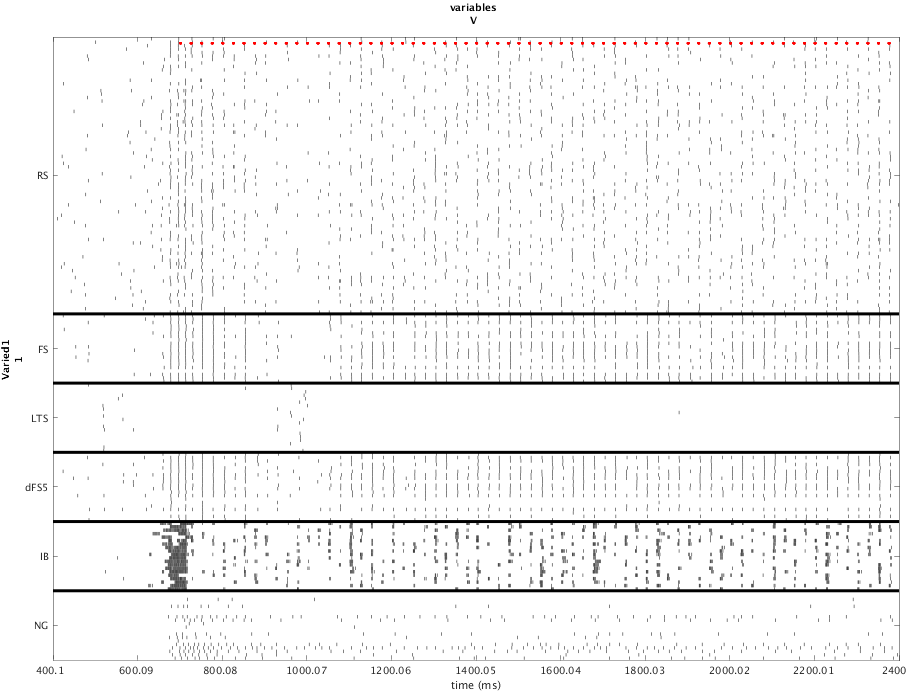 variables
V
RS
FS
LTS
dFS5
IB
NG
Varied1
1
400.1 600.09 800.08 1000.07 1200.06 1400.05 1600.04 1800.03 2000.02 2200.01 2400
time (ms)